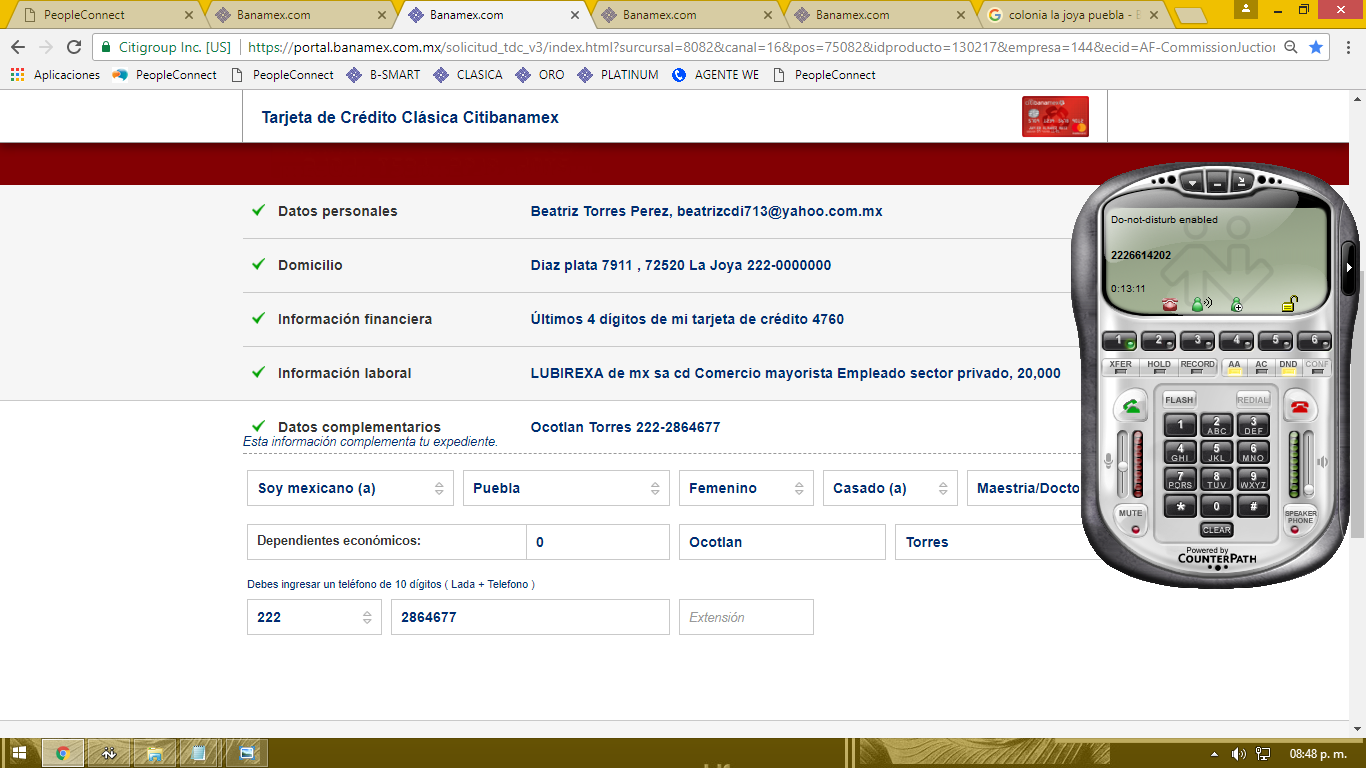 PeopleConnect
Banamex.com
Banamex.com
Banamex.com
Banamex.com
colonia la joya puebla - B
Citigroup Inc. [US]
https://portal.banamex.com.mx/solicitud_tdc_v3/index.html?surcursal=8082&canal=16&pcs=75082&idproducto=130217&empresa=144&ecid=AF-CommissionJuctio
Aplicaciones
PeopleConnect
PeopleConnect
B-SMART
CLASICA
ORO
PLATINUM
AGENTE WE
PeopleConnect
Tarjeta de Crédito Clásica Citibanamex
citibanamex
Datos personales
Beatriz Torres Perez, beatrizcdi713@yahoo.com.mx
Domicilio
Diaz plata 7911 , 72520 La Joya 222-0000000
Información financiera
Últimos 4 dígitos de mi tarjeta de crédito 4760
Información laboral
LUBIREXA de mx sa cd Comercio mayorista Empleado sector privado, 20,000
Datos complementarios
Ocotlan Torres 222-2864677
Esta información complementa tu expediente.
Soy mexicano (a)
Puebla
Femenino
Casado (a)
Maestria/Docto
Dependientes económicos:
0
Ocotlan
Torres
Debes ingresar un teléfono de 10 dígitos ( Lada + Telefono )
222
2864677
Extensión
Do-not-disturb enabled
2226614202
0:13:11
1 2 3 4 5 6
XFER HOLD RECORD AA AC DND CONF
FLASH REDIAL
1 2 ABC 3 DEF
4 GHI 5 JKL 6 MNO
7 PQRS 8 TUV 9 WXYZ
* 0 #
MUTE
SPEAKER PHONE
CLEAR
Powered by
COUNTERPATH
08:48 p. m.